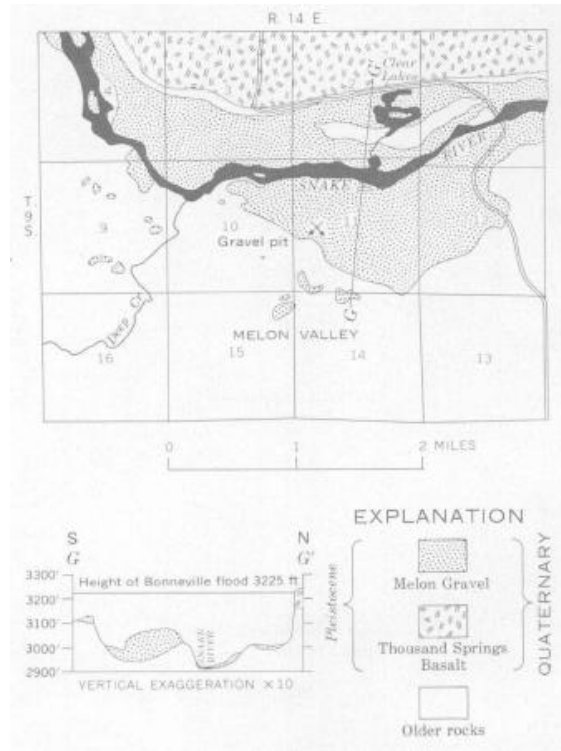 R. 14 E.
G'
Clear
Lakes
RIVER
SNAKE
T.
9
S.
9
10
11
Gravel pit
G
Deep Cr
MELON VALLEY
16
15
14
13
0 1 2 MILES
S
G
N
G'
Height of Bonneville flood 3225 ft
3300'
3200'
3100'
3000'
2900'
SNAKE
RIVER
VERTICAL EXAGGERATION ×10
EXPLANATION
Melon Gravel
Thousand Springs
Basalt
Pleistocene
QUATERNARY
Older rocks